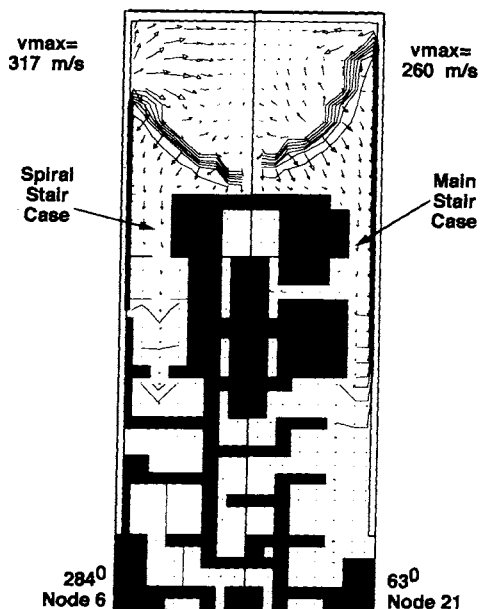 vmax=
317 m/s
vmax=
260 m/s
Spiral
Stair
Case
Main
Stair
Case
284⁰
Node 6
63⁰
Node 21